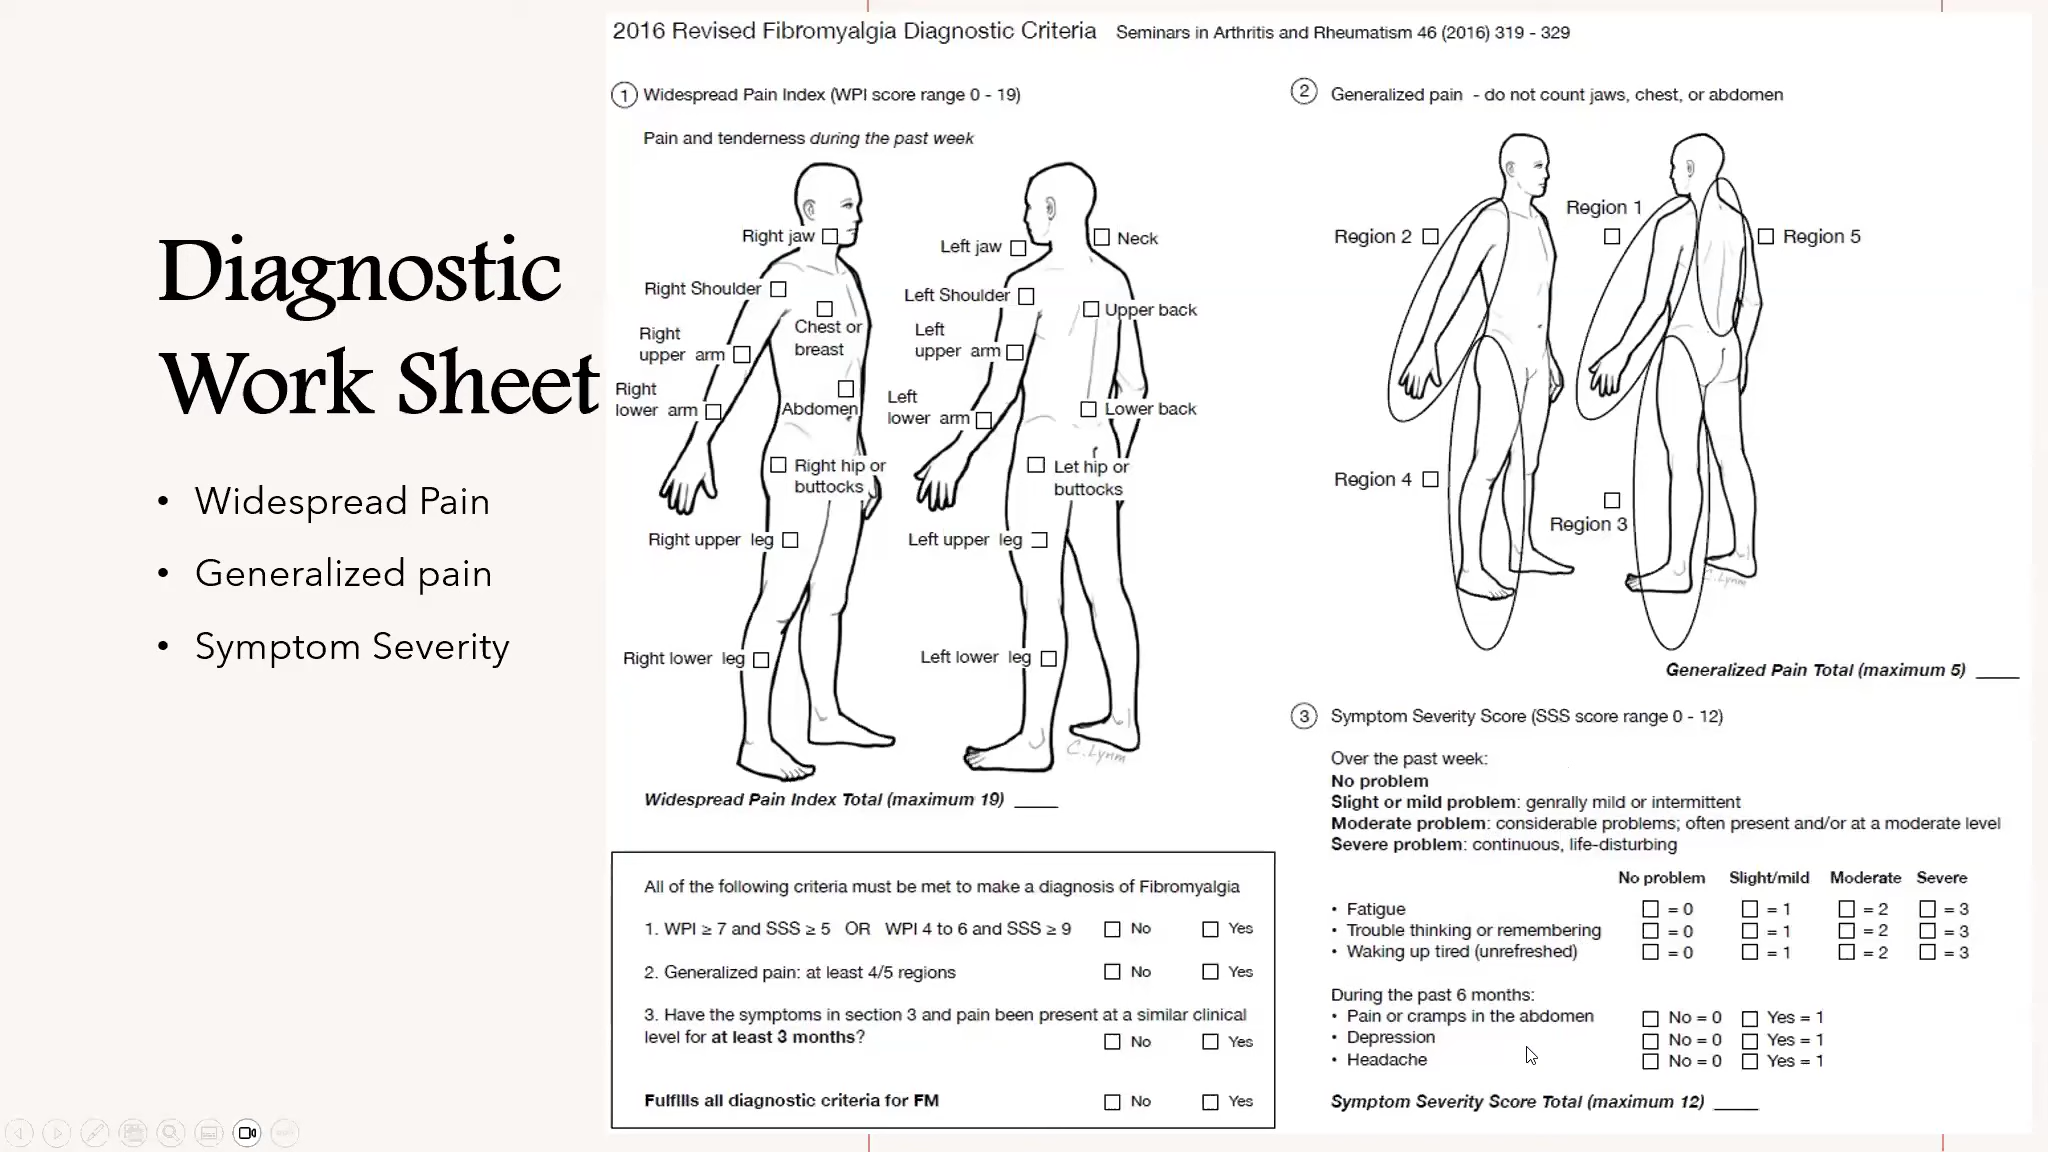 Diagnostic
Work Sheet
• Widespread Pain
• Generalized pain
• Symptom Severity
2016 Revised Fibromyalgia Diagnostic Criteria Seminars in Arthritis and Rheumatism 46 (2016) 319 - 329
1 Widespread Pain Index (WPI score range 0 - 19)
Pain and tenderness during the past week
Right jaw
Left jaw
Neck
Right Shoulder
Left Shoulder
Chest or
breast
Upper back
Right
upper arm
Left
upper arm
Right
lower arm
Left
lower arm
Abdomen
Lower back
Right hip or
buttocks
Let hip or
buttocks
Right upper leg
Left upper leg
Right lower leg
Left lower leg
C.Lynm
Widespread Pain Index Total (maximum 19) ____
All of the following criteria must be met to make a diagnosis of Fibromyalgia
1. WPI ≥ 7 and SSS ≥ 5 OR WPI 4 to 6 and SSS ≥ 9 No Yes
2. Generalized pain: at least 4/5 regions No Yes
3. Have the symptoms in section 3 and pain been present at a similar clinical
level for at least 3 months? No Yes
Fulfills all diagnostic criteria for FM No Yes
2 Generalized pain - do not count jaws, chest, or abdomen
Region 1
Region 2
Region 5
Region 4
Region 3
C.Lynm
Generalized Pain Total (maximum 5) ____
3 Symptom Severity Score (SSS score range 0 - 12)
Over the past week:
No problem
Slight or mild problem: genrally mild or intermittent
Moderate problem: considerable problems; often present and/or at a moderate level
Severe problem: continuous, life-disturbing
No problem Slight/mild Moderate Severe
• Fatigue = 0 = 1 = 2 = 3
• Trouble thinking or remembering = 0 = 1 = 2 = 3
• Waking up tired (unrefreshed) = 0 = 1 = 2 = 3
During the past 6 months:
• Pain or cramps in the abdomen No = 0 Yes = 1
• Depression No = 0 Yes = 1
• Headache No = 0 Yes = 1
Symptom Severity Score Total (maximum 12) ____